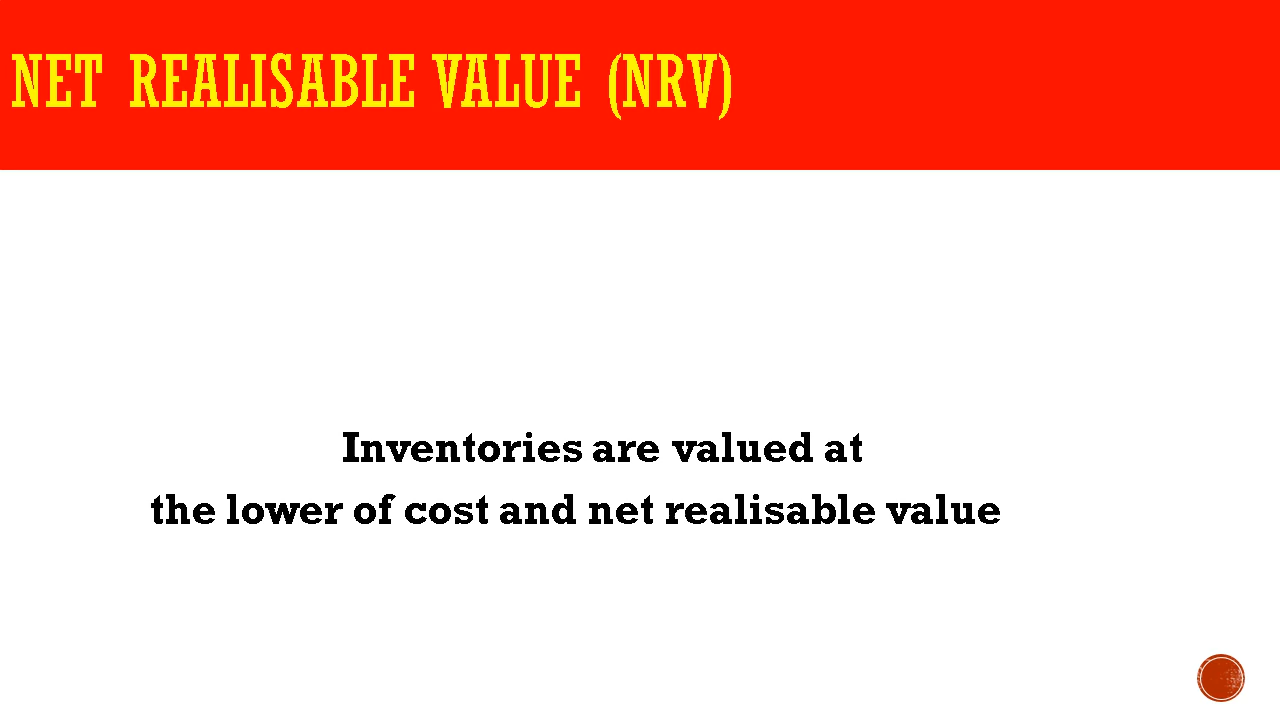 NET REALISABLE VALUE (NRV)
Inventories are valued at
the lower of cost and net realisable value